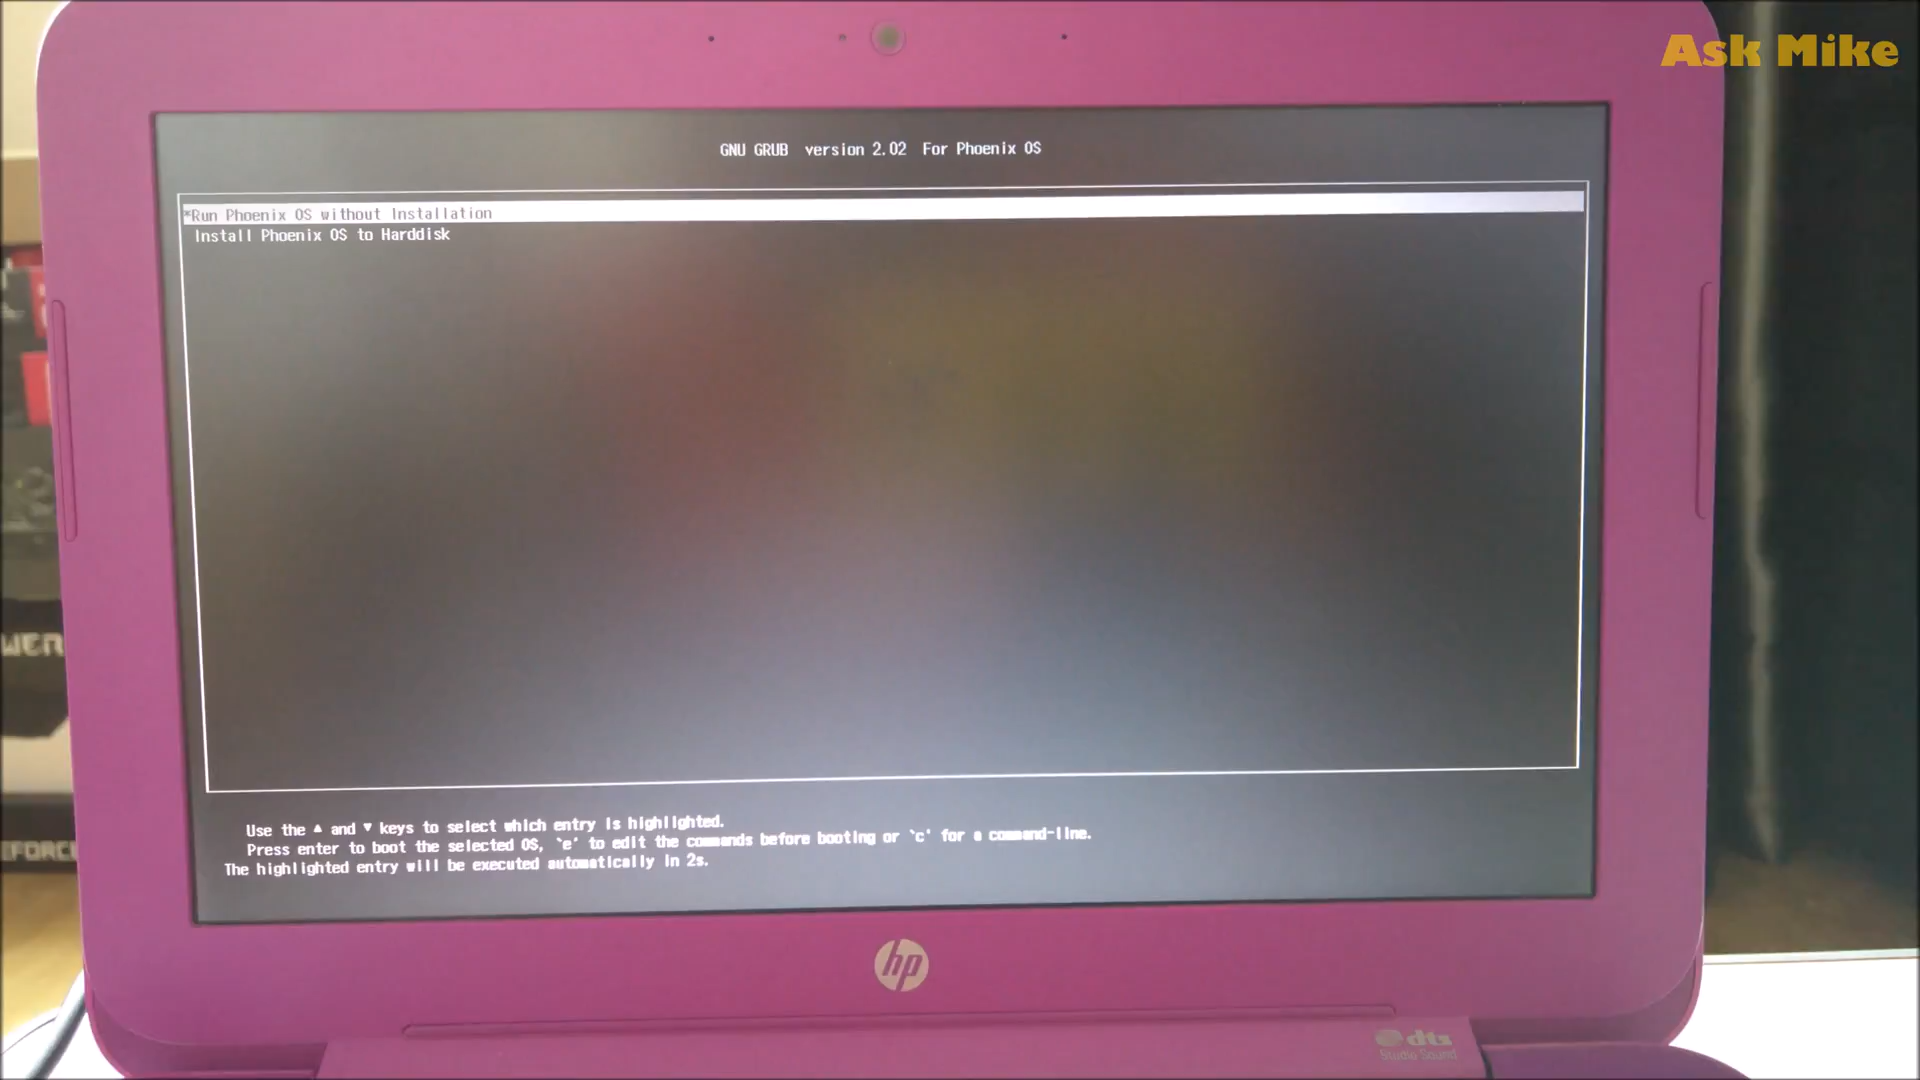 Ask Mike
GNU GRUB version 2.02 For Phoenix OS
*Run Phoenix OS without Installation
Install Phoenix OS to Harddisk
Use the ▲ and ▼ keys to select which entry is highlighted.
Press enter to boot the selected OS, `e' to edit the commands before booting or `c' for a command-line.
The highlighted entry will be executed automatically in 2s.
hp
dts
Studio Sound